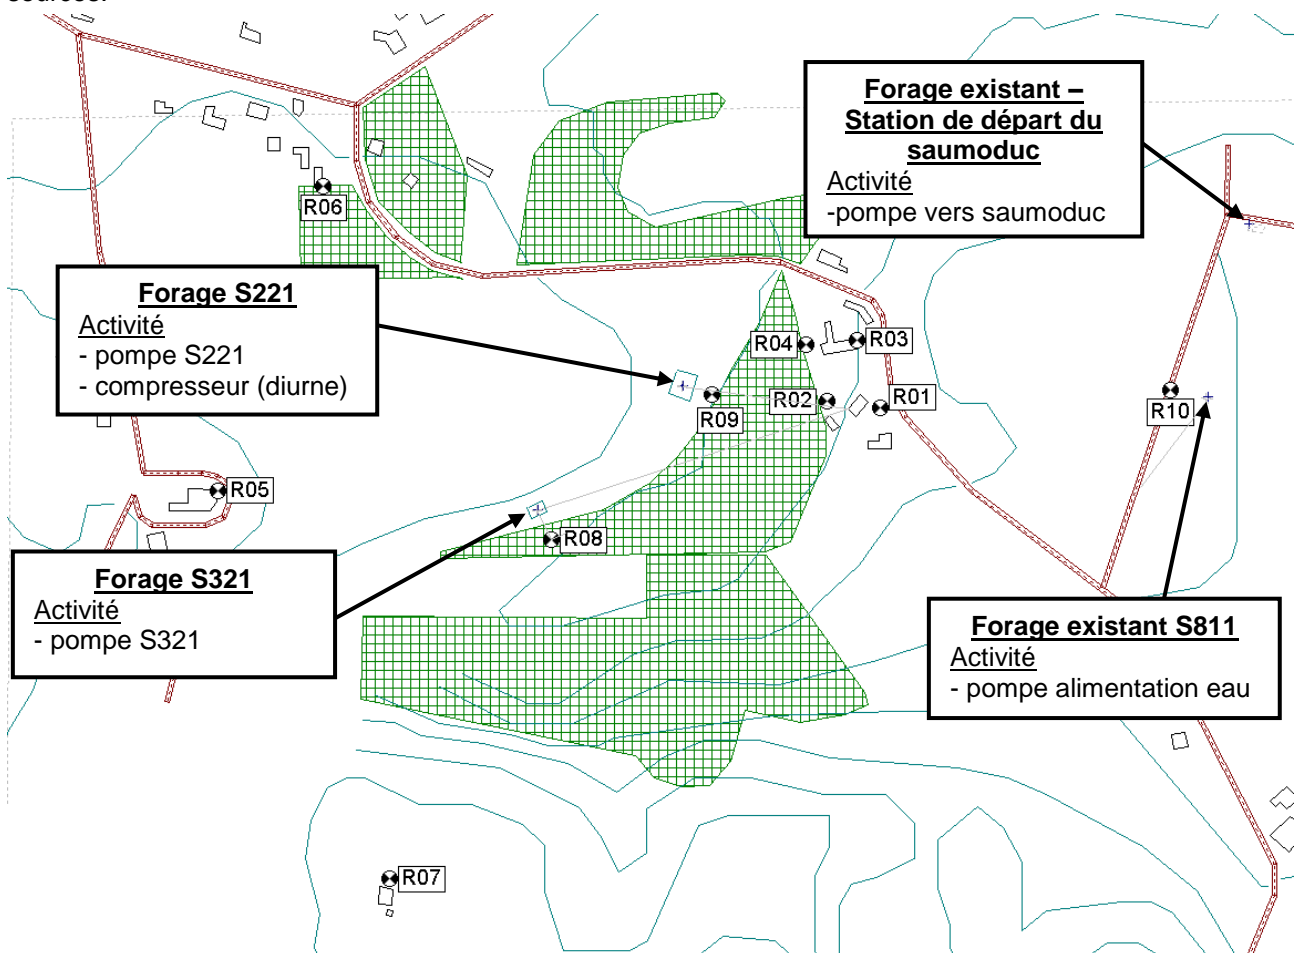 Forage existant –
Station de départ du
saumoduc
Activité
-pompe vers saumoduc
R06
Forage S221
Activité
- pompe S221
- compresseur (diurne)
R04
R03
R02
R01
R09
R10
R05
R08
Forage S321
Activité
- pompe S321
Forage existant S811
Activité
- pompe alimentation eau
R07